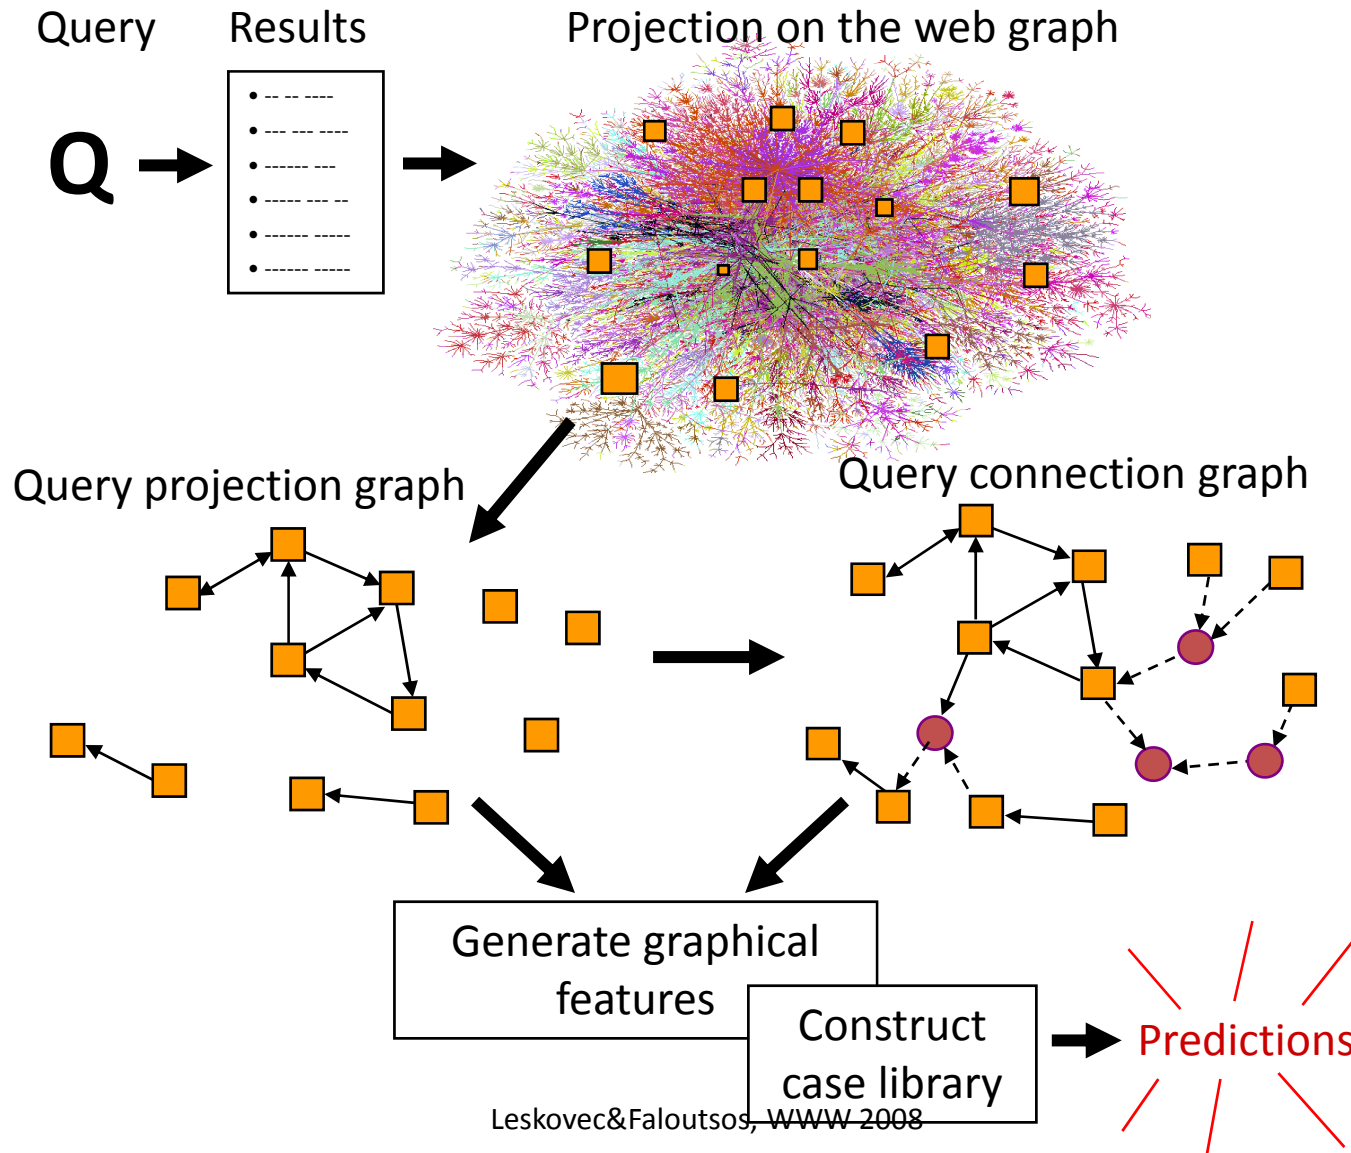 Query
Results
Projection on the web graph
Q
Query projection graph
Query connection graph
Generate graphical
features
Construct
case library
Predictions
Leskovec&Faloutsos, WWW 2008